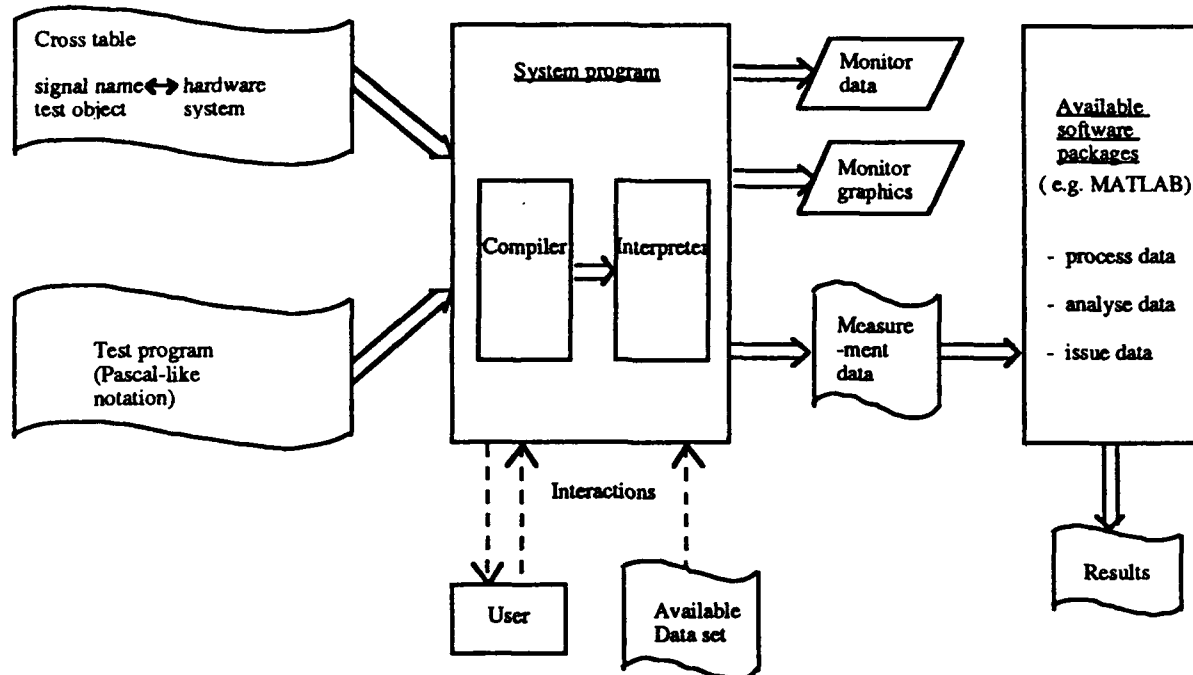 Cross table
signal name ↔ hardware
test object system
Test program
(Pascal-like
notation)
System program
Compiler
Interpreter
Monitor
data
Monitor
graphics
Measure
-ment
data
Available
software
packages
( e.g. MATLAB)
- process data
- analyse data
- issue data
Interactions
User
Available
Data set
Results